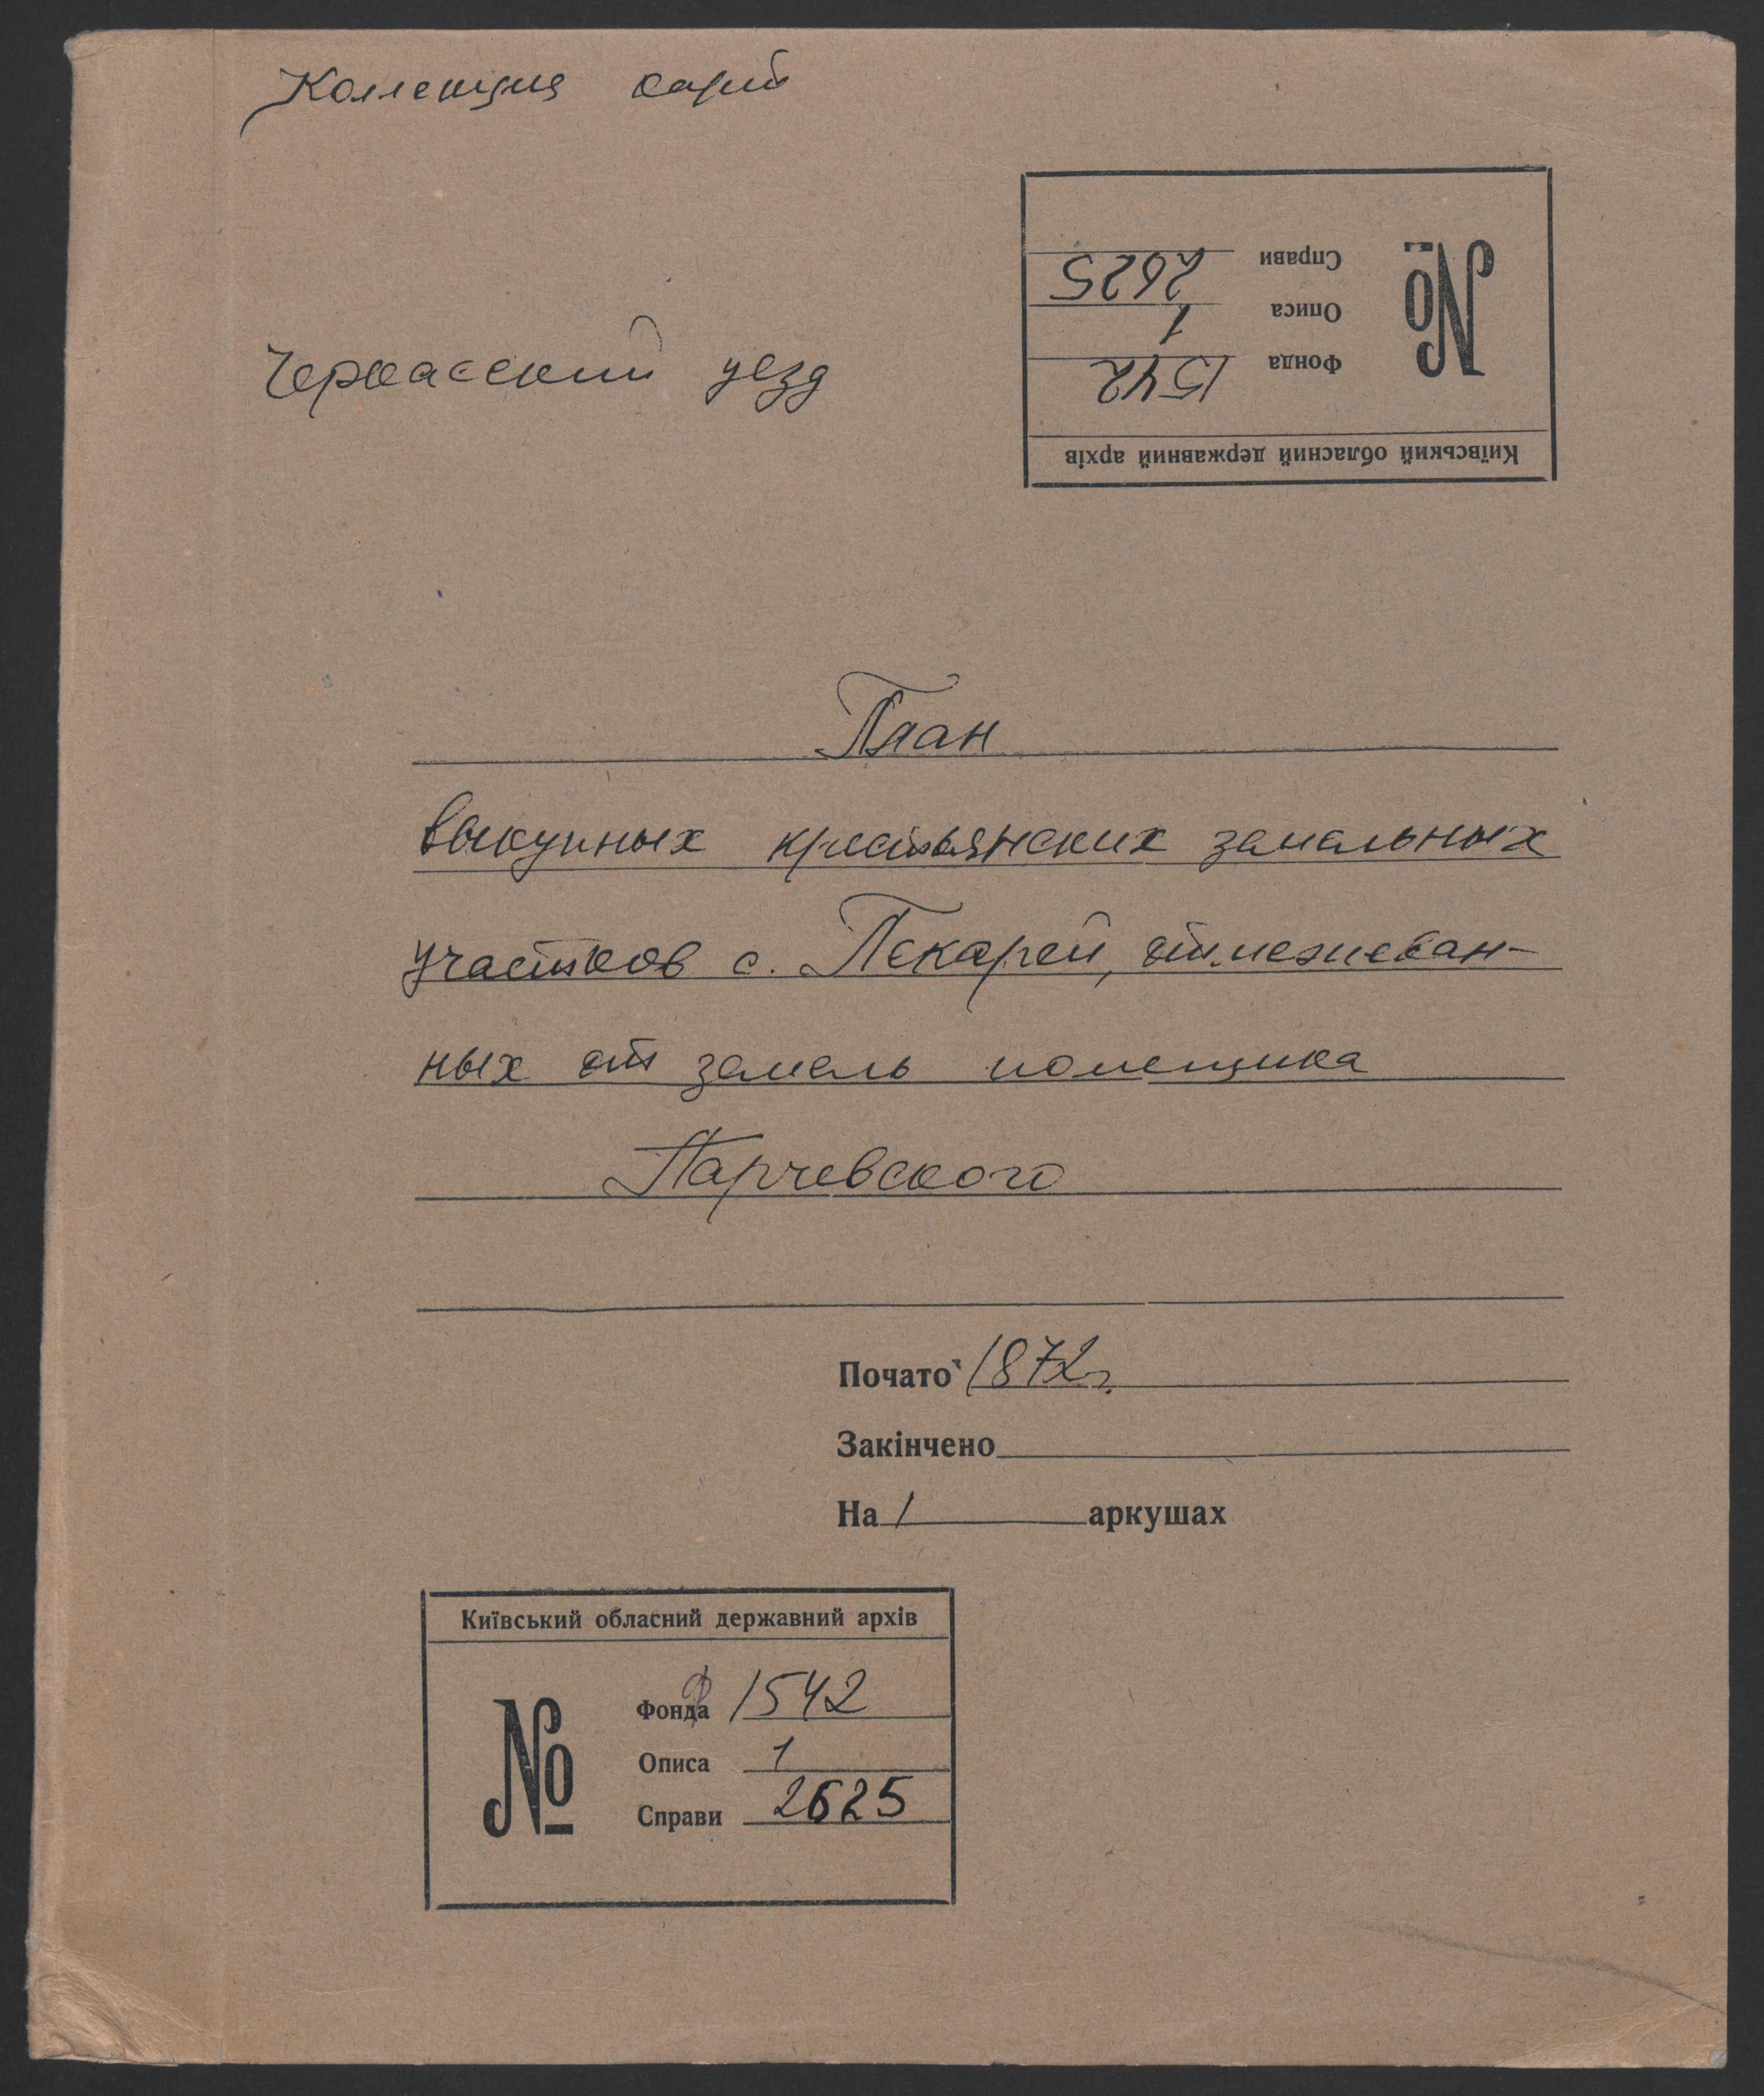 Коллекция карт
Київський обласний державний архів
№
Фонда 1542
Описа 1
Справи 2625
Черкасский уезд
План
выкупных крестьянских земельных
участков с. Пекарей, отмежеван-
ных от земель помещика
Парчевского
Почато 1872г.
Закінчено
На 1 аркушах
Київський обласний державний архів
№
Фонда 1542
Описа 1
Справи 2625